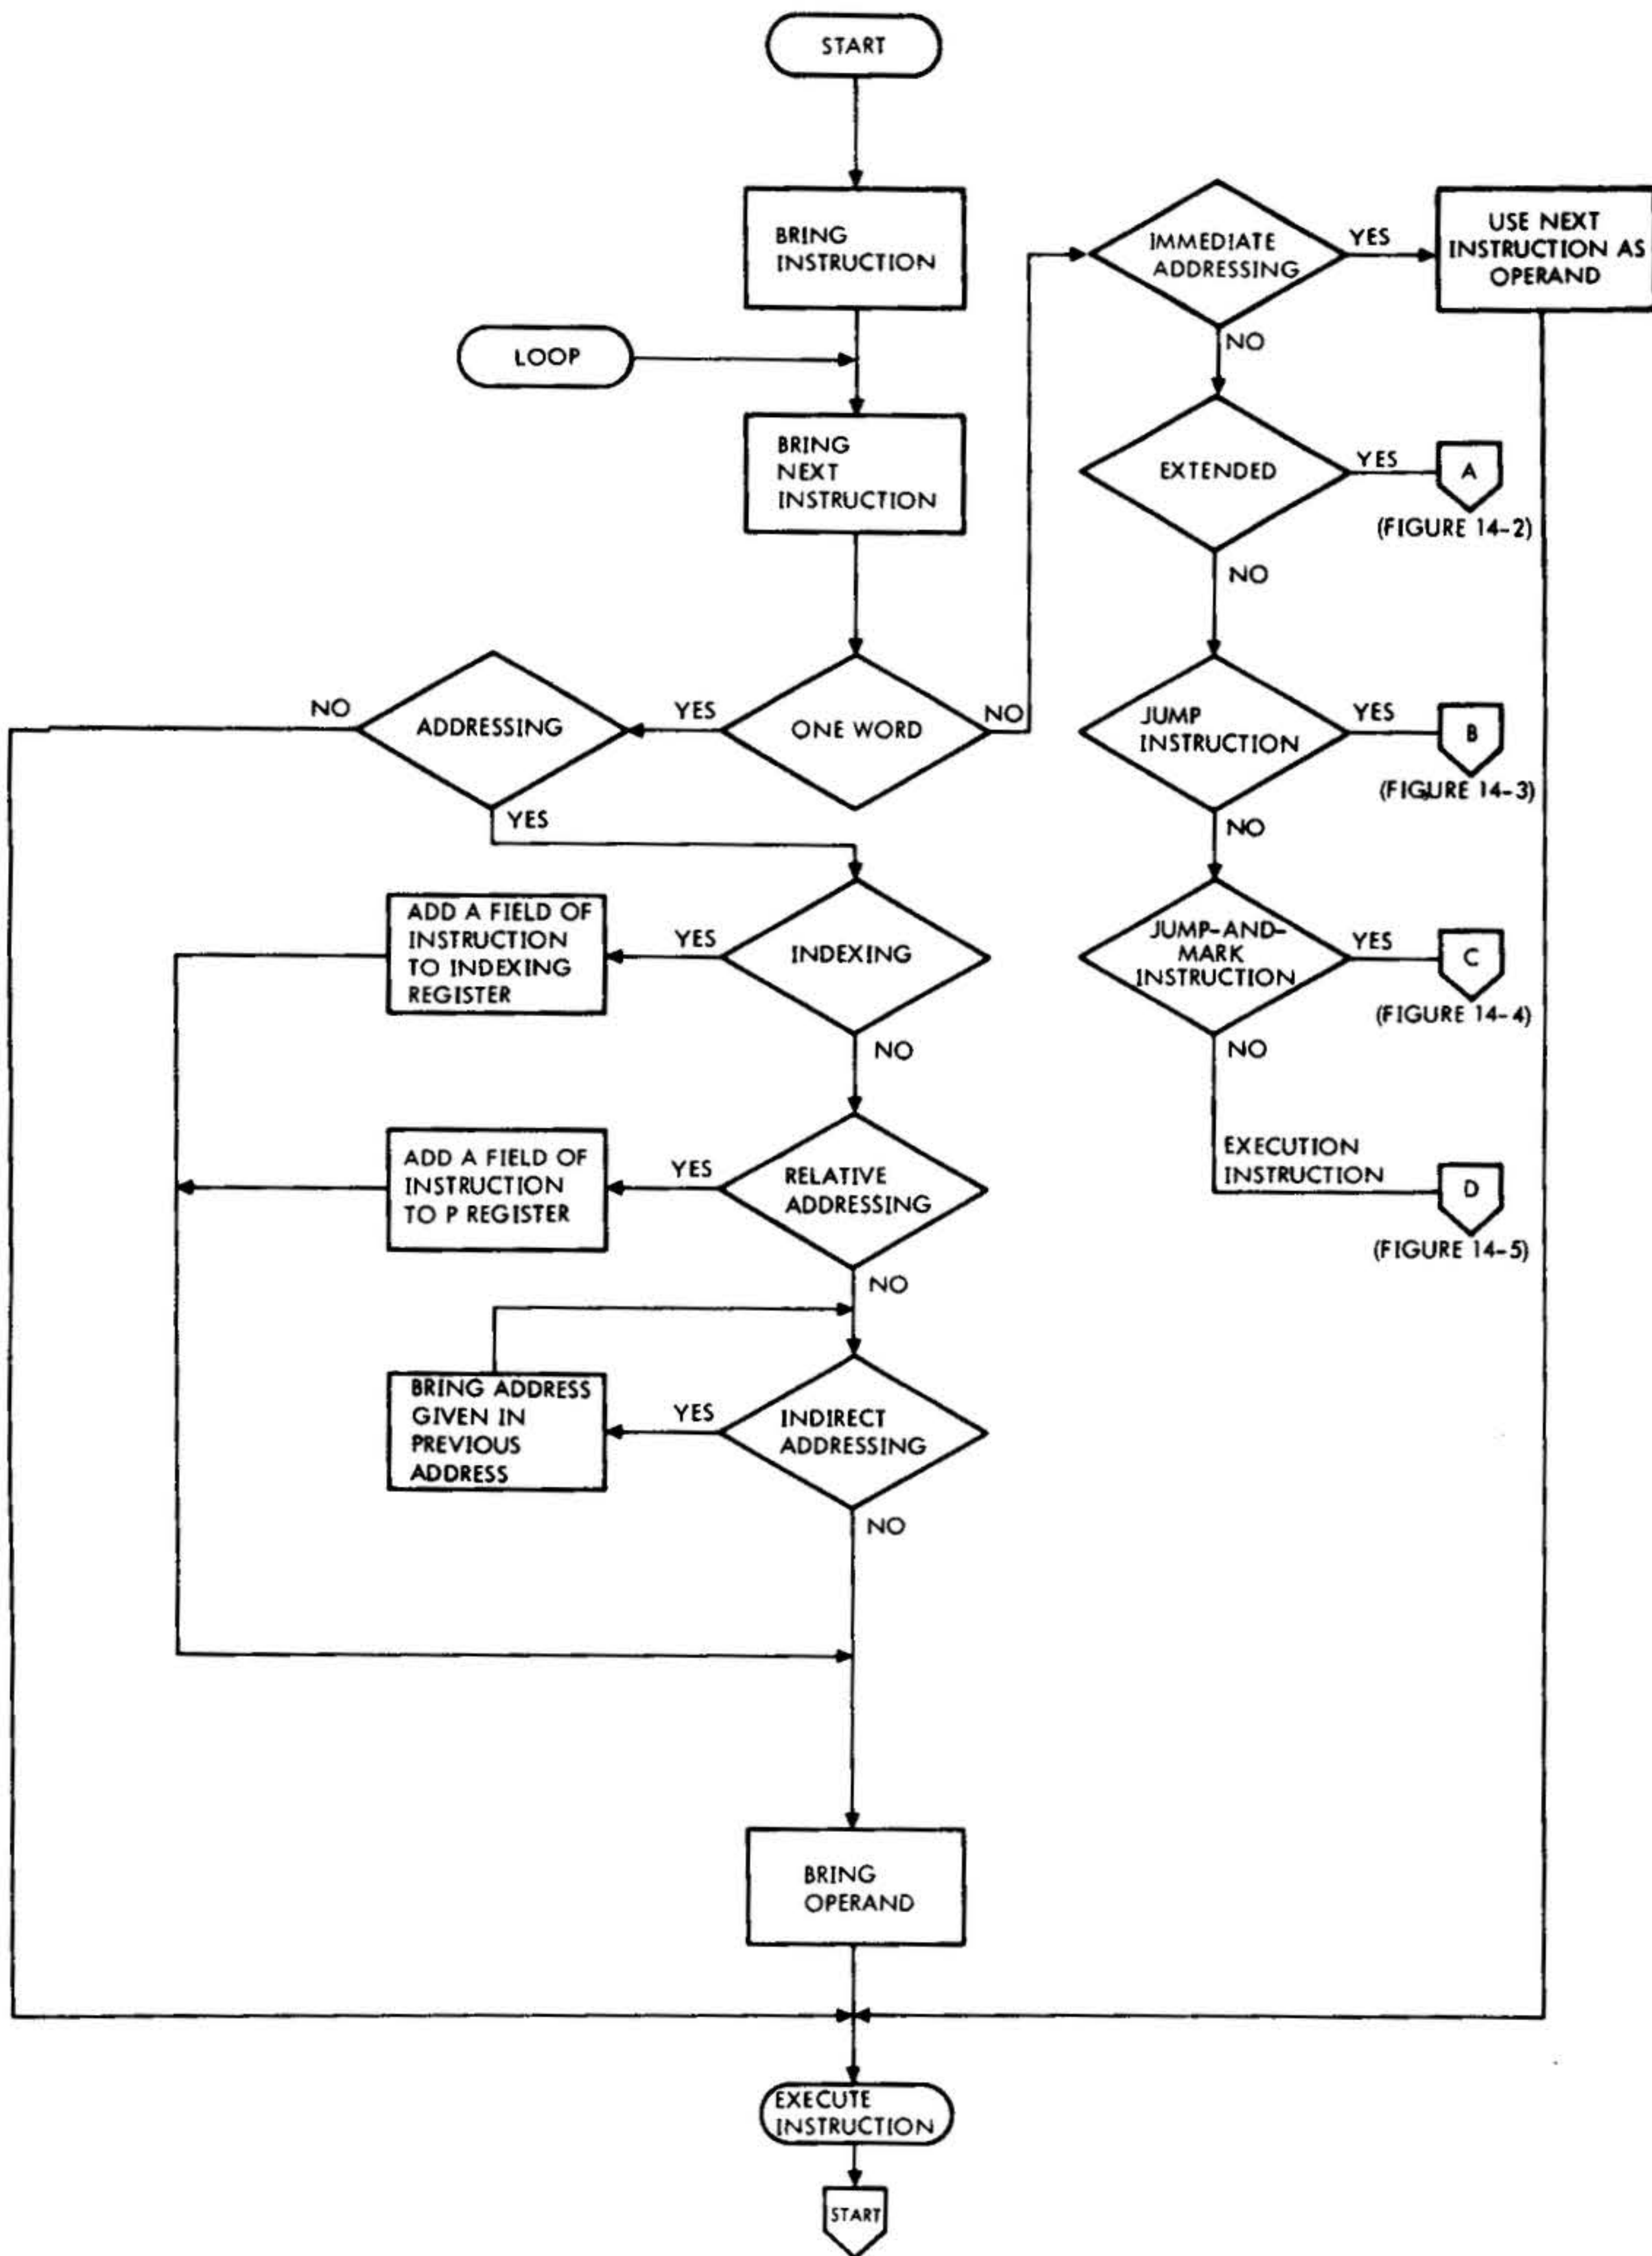 START
BRING
INSTRUCTION
LOOP
BRING
NEXT
INSTRUCTION
ONE WORD
YES
NO
ADDRESSING
NO
YES
INDEXING
YES
ADD A FIELD OF
INSTRUCTION
TO INDEXING
REGISTER
NO
RELATIVE
ADDRESSING
YES
ADD A FIELD OF
INSTRUCTION
TO P REGISTER
NO
INDIRECT
ADDRESSING
YES
BRING ADDRESS
GIVEN IN
PREVIOUS
ADDRESS
NO
BRING
OPERAND
EXECUTE
INSTRUCTION
START
IMMEDIATE
ADDRESSING
YES
USE NEXT
INSTRUCTION AS
OPERAND
NO
EXTENDED
YES
A
(FIGURE 14-2)
NO
JUMP
INSTRUCTION
YES
B
(FIGURE 14-3)
NO
JUMP-AND-
MARK
INSTRUCTION
YES
C
(FIGURE 14-4)
NO
EXECUTION
INSTRUCTION
D
(FIGURE 14-5)